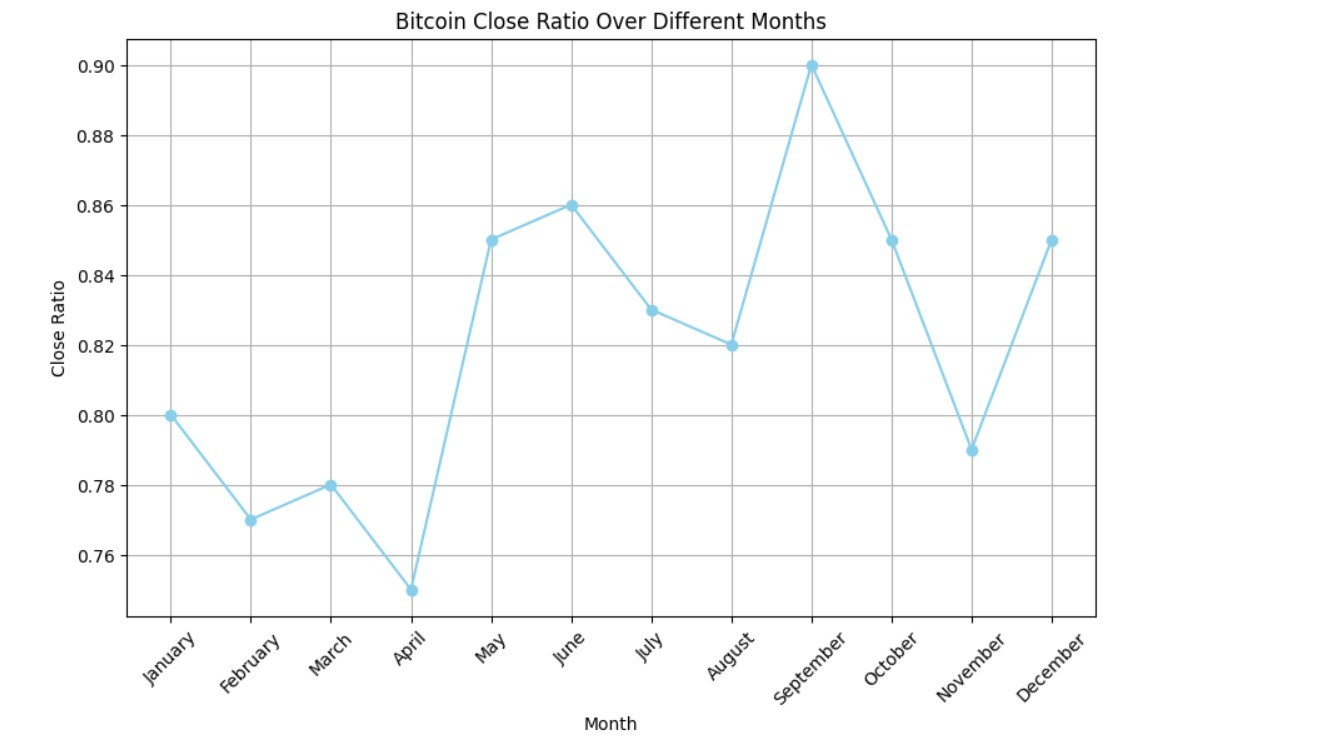 Bitcoin Close Ratio Over Different Months
0.90
0.88
0.86
0.84
0.82
0.80
0.78
0.76
Close Ratio
January
February
March
April
May
June
July
August
September
October
November
December
Month